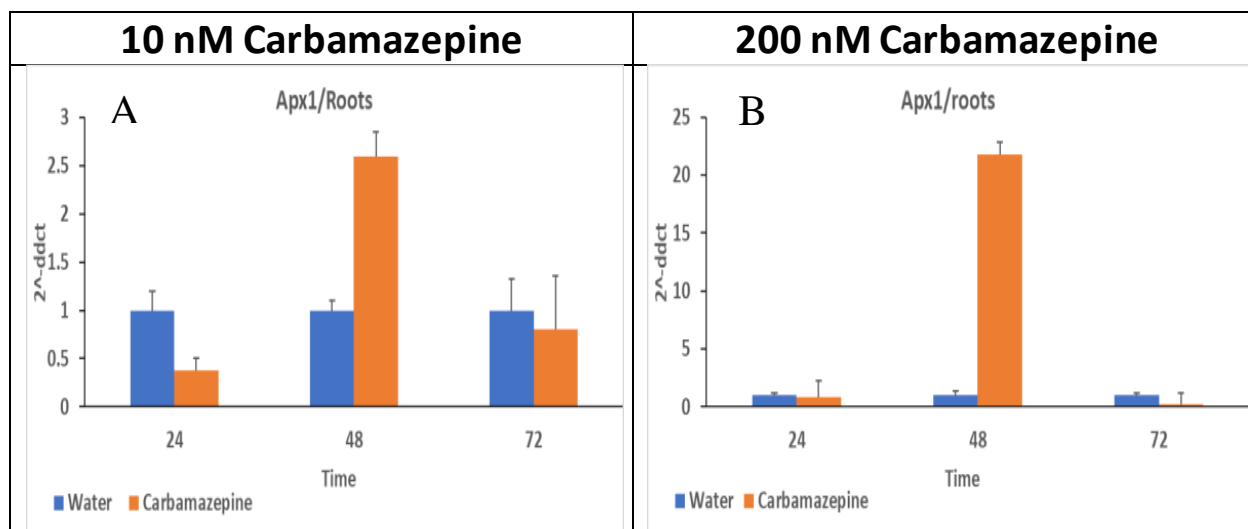 10 nM Carbamazepine
200 nM Carbamazepine
A
Apx1/Roots
3
2.5
2
1.5
1
0.5
0
2^-ddct
24 48 72
Time
Water Carbamazepine
B
Apx1/roots
25
20
15
10
5
0
2^-ddct
24 48 72
Time
Water Carbamazepine